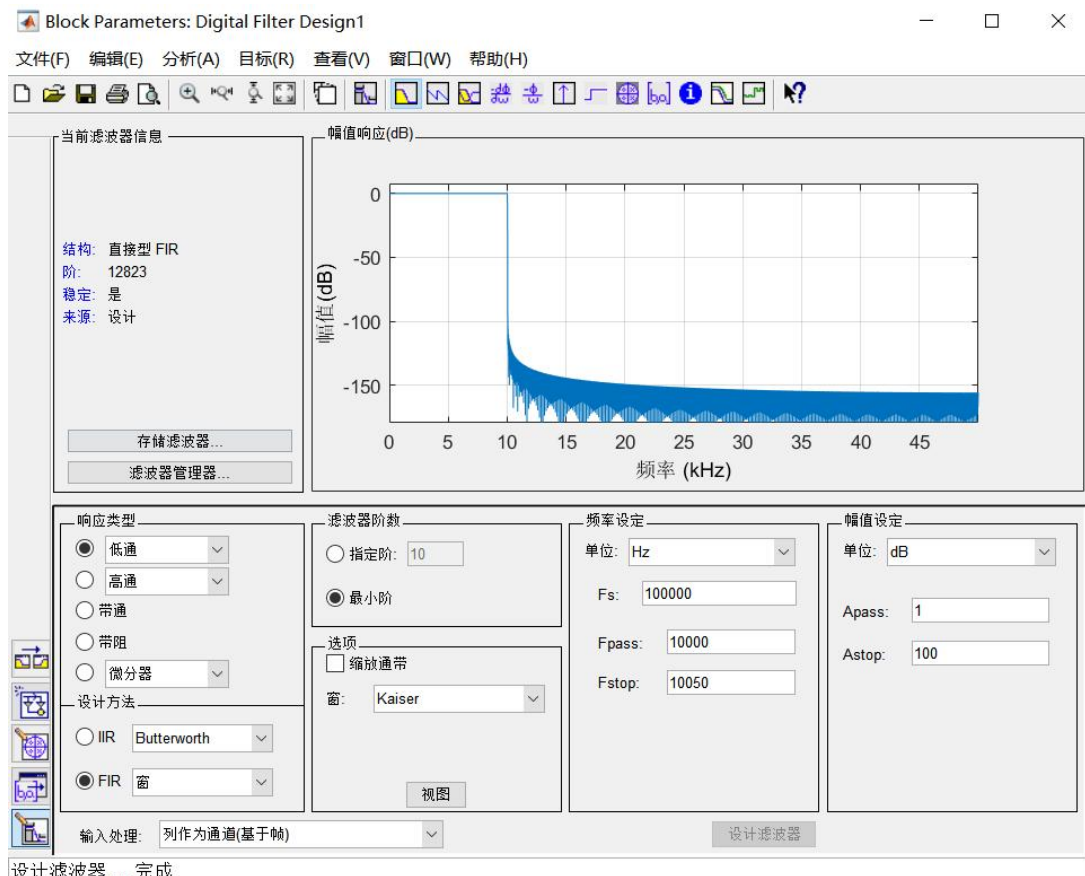 Block Parameters: Digital Filter Design1
文件(F) 编辑(E) 分析(A) 目标(R) 查看(V) 窗口(W) 帮助(H)
当前滤波器信息
结构: 直接型 FIR
阶: 12823
稳定: 是
来源: 设计
存储滤波器...
滤波器管理器...
幅值响应(dB)
幅值(dB)
0
-50
-100
-150
0 5 10 15 20 25 30 35 40 45
频率 (kHz)
响应类型
低通
高通
带通
带阻
微分器
设计方法
IIR Butterworth
FIR 窗
滤波器阶数
指定阶: 10
最小阶
选项
缩放通带
窗: Kaiser
视图
频率设定
单位: Hz
Fs: 100000
Fpass: 10000
Fstop: 10050
幅值设定
单位: dB
Apass: 1
Astop: 100
输入处理: 列作为通道(基于帧)
设计滤波器
设计滤波器... 完成